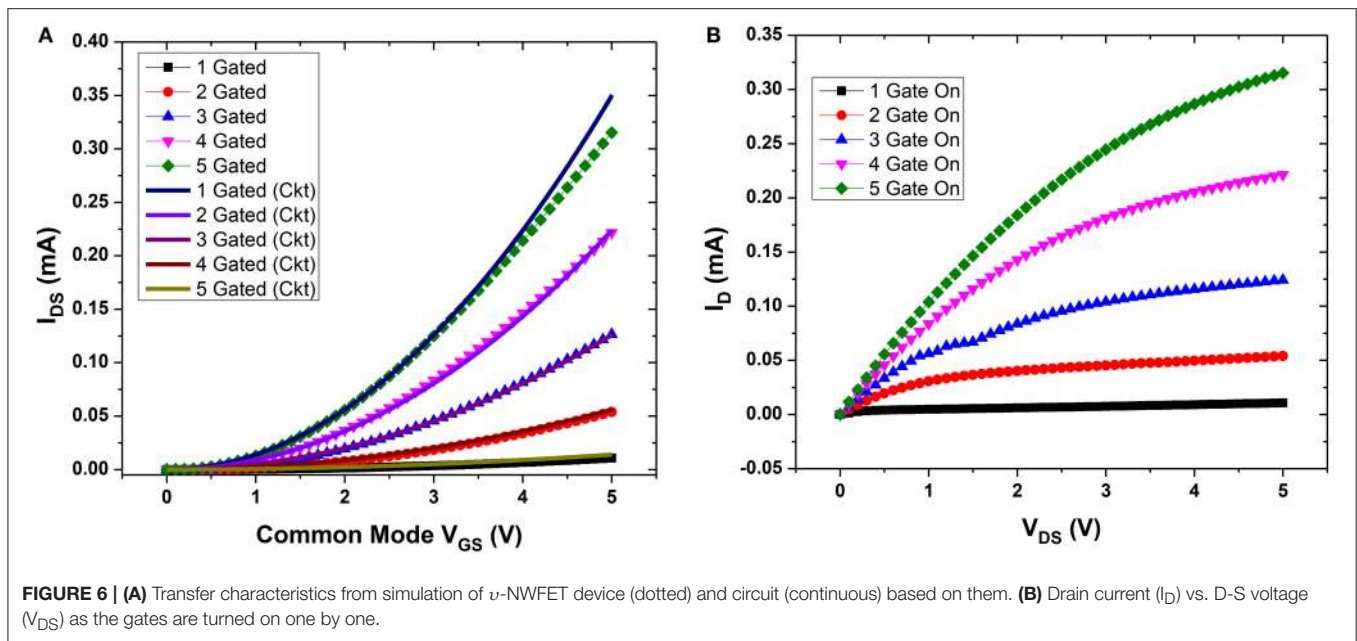 A
0.40
0.35
0.30
0.25
0.20
0.15
0.10
0.05
0.00
I_DS (mA)
1 Gated
2 Gated
3 Gated
4 Gated
5 Gated
1 Gated (Ckt)
2 Gated (Ckt)
3 Gated (Ckt)
4 Gated (Ckt)
5 Gated (Ckt)
0 1 2 3 4 5
Common Mode V_GS (V)
B
0.35
0.30
0.25
0.20
0.15
0.10
0.05
0.00
-0.05
I_D (mA)
1 Gate On
2 Gate On
3 Gate On
4 Gate On
5 Gate On
0 1 2 3 4 5
V_DS (V)
FIGURE 6 | (A) Transfer characteristics from simulation of υ-NWFET device (dotted) and circuit (continuous) based on them. (B) Drain current (I_D) vs. D-S voltage
(V_DS) as the gates are turned on one by one.